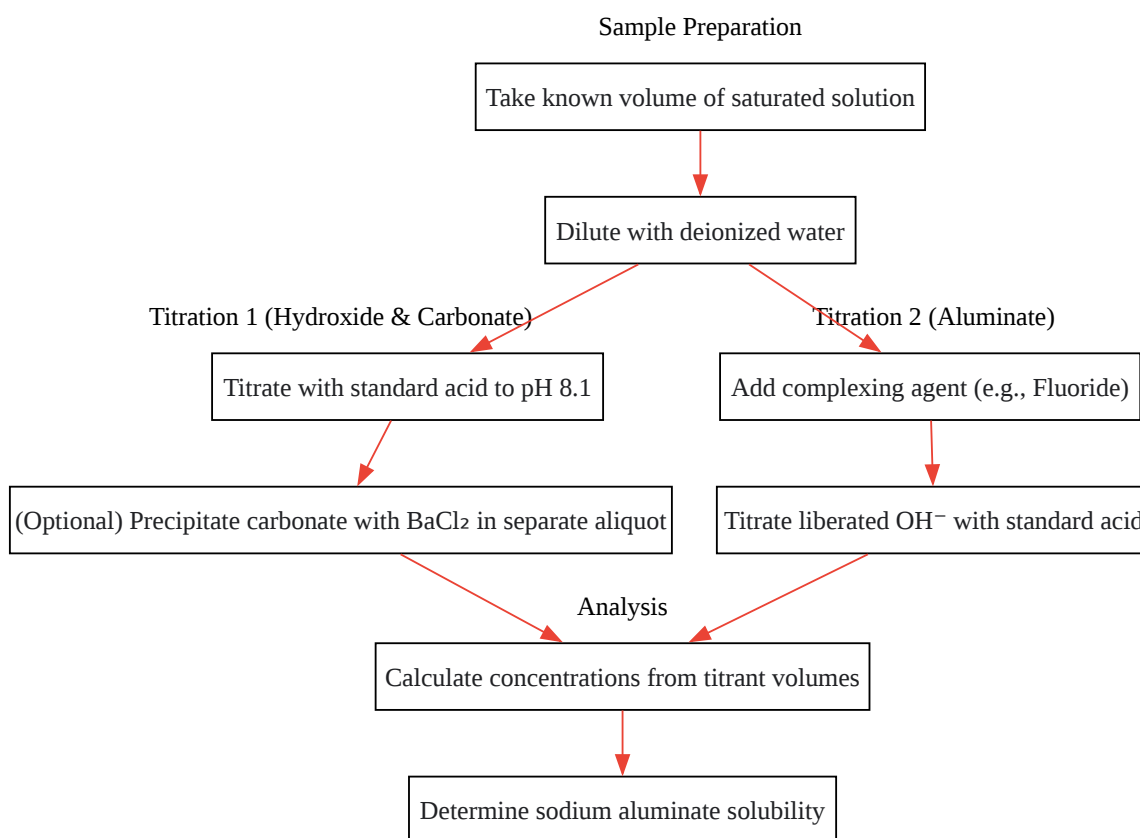 Sample Preparation
Take known volume of saturated solution
Dilute with deionized water
Titration 1 (Hydroxide & Carbonate)
Titration 2 (Aluminate)
Titrate with standard acid to pH 8.1
Add complexing agent (e.g., Fluoride)
(Optional) Precipitate carbonate with BaCl₂ in separate aliquot
Titrate liberated OH⁻ with standard acid
Analysis
Calculate concentrations from titrant volumes
Determine sodium aluminate solubility